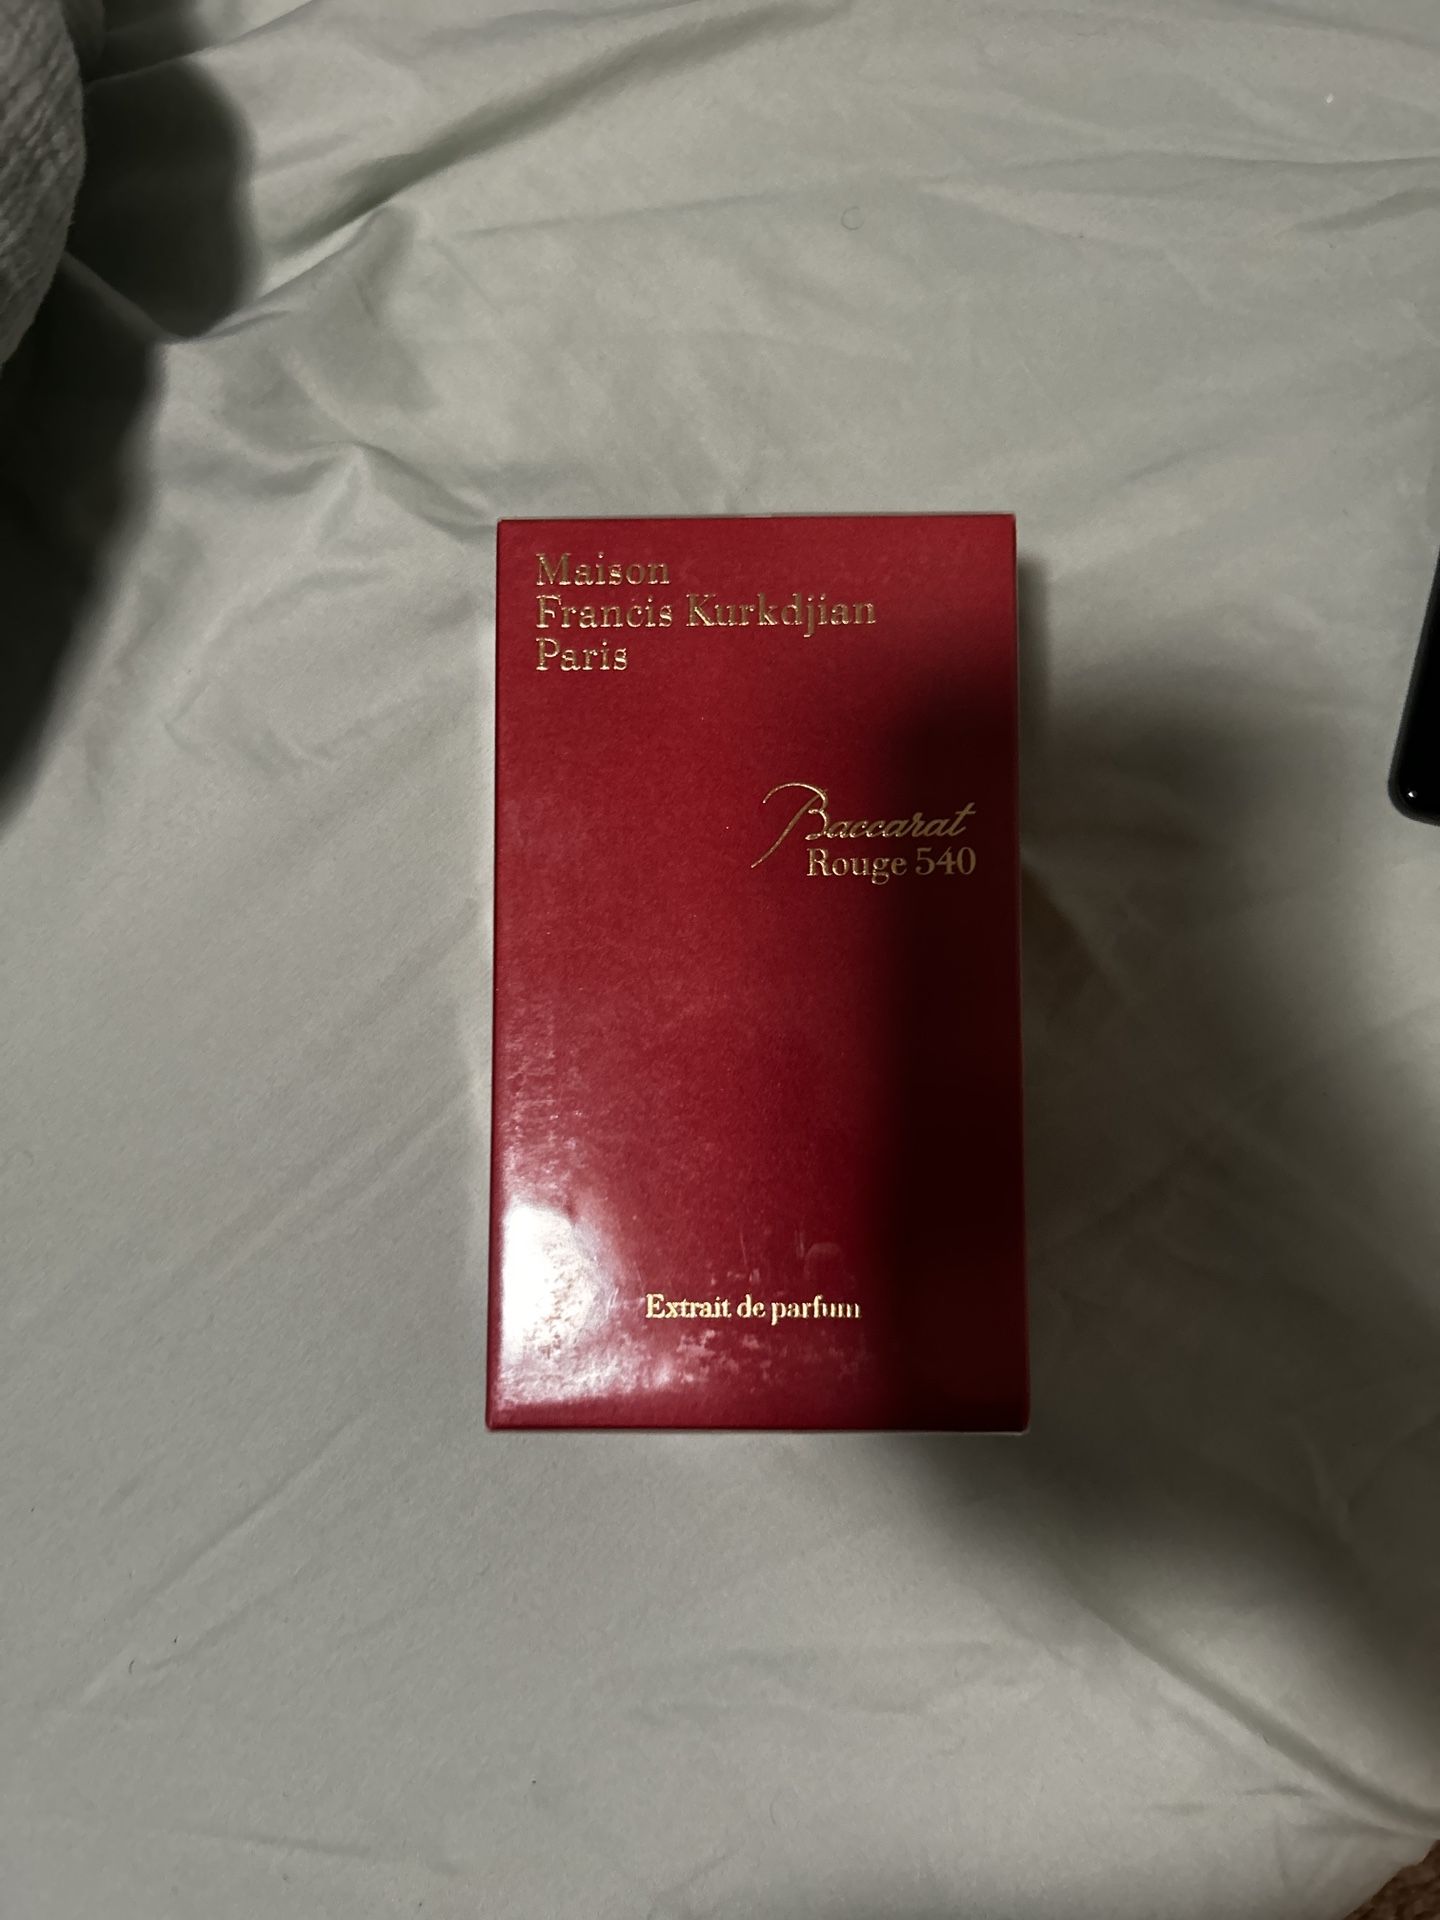 Maison
Francis Kurkdjian
Paris
Baccarat
Rouge 540
Extrait de parfum